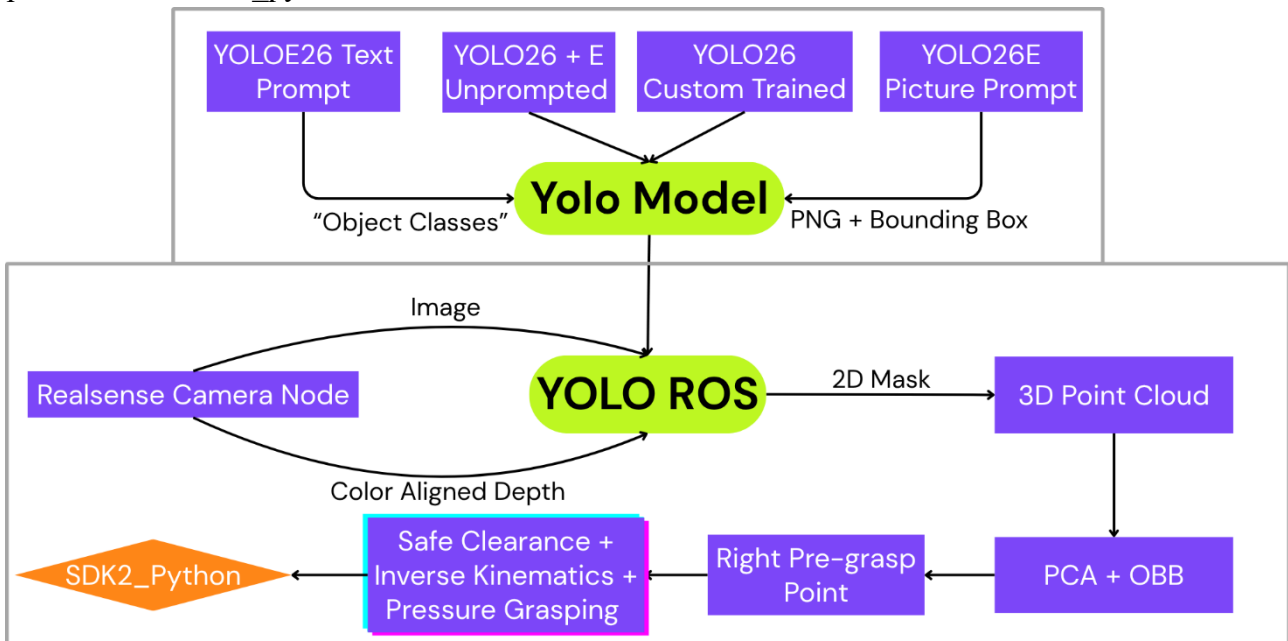 YOLOE26 Text
Prompt
YOLO26 + E
Unprompted
YOLO26
Custom Trained
YOLO26E
Picture Prompt
Yolo Model
“Object Classes”
PNG + Bounding Box
Image
Realsense Camera Node
YOLO ROS
2D Mask
3D Point Cloud
Color Aligned Depth
SDK2_Python
Safe Clearance +
Inverse Kinematics +
Pressure Grasping
Right Pre-grasp
Point
PCA + OBB